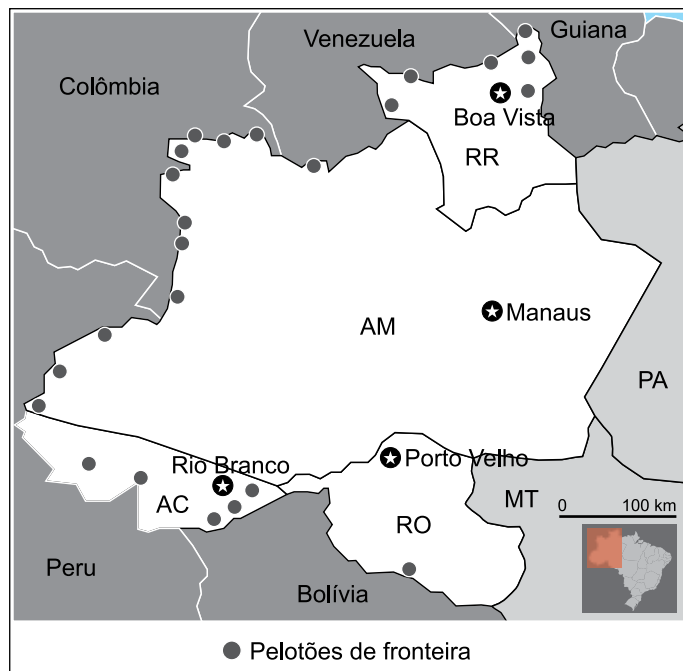 Venezuela
Guiana
Colômbia
Boa Vista
RR
Manaus
AM
PA
Rio Branco
Porto Velho
AC
MT
0 100 km
RO
Peru
Bolívia
Pelotões de fronteira